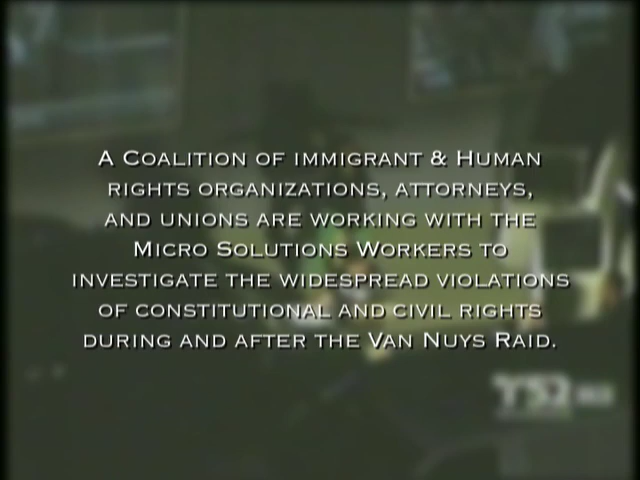 A Coalition of immigrant & Human
rights organizations, attorneys,
and unions are working with the
Micro Solutions Workers to
investigate the widespread violations
of constitutional and civil rights
during and after the Van Nuys Raid.